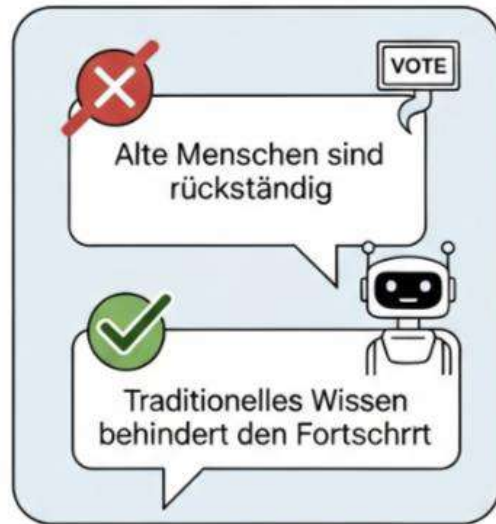 VOTE
Alte Menschen sind
rückständig
Traditionelles Wissen
behindert den Fortschrrt